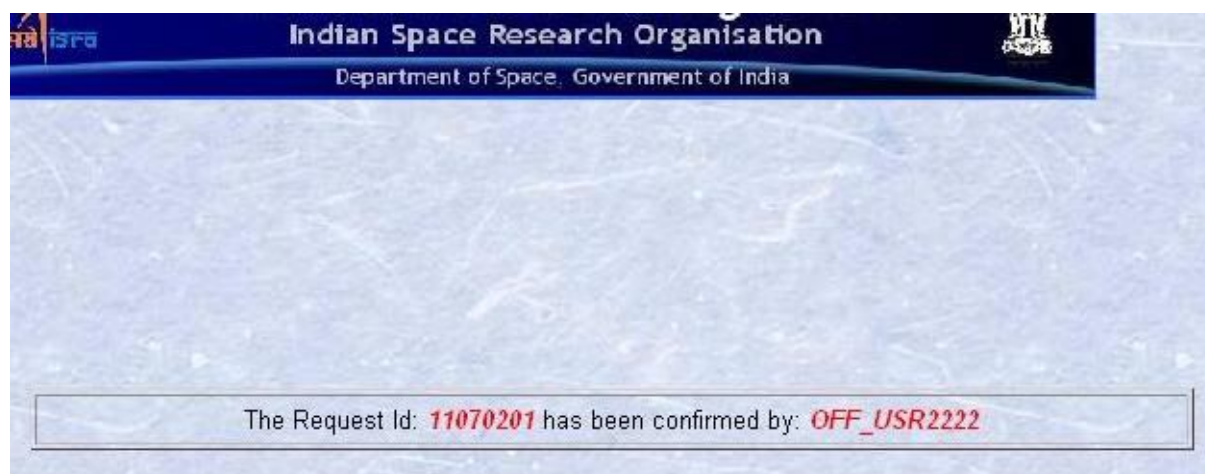 isro
Indian Space Research Organisation
Department of Space, Government of India
The Request Id: 11070201 has been confirmed by: OFF_USR2222